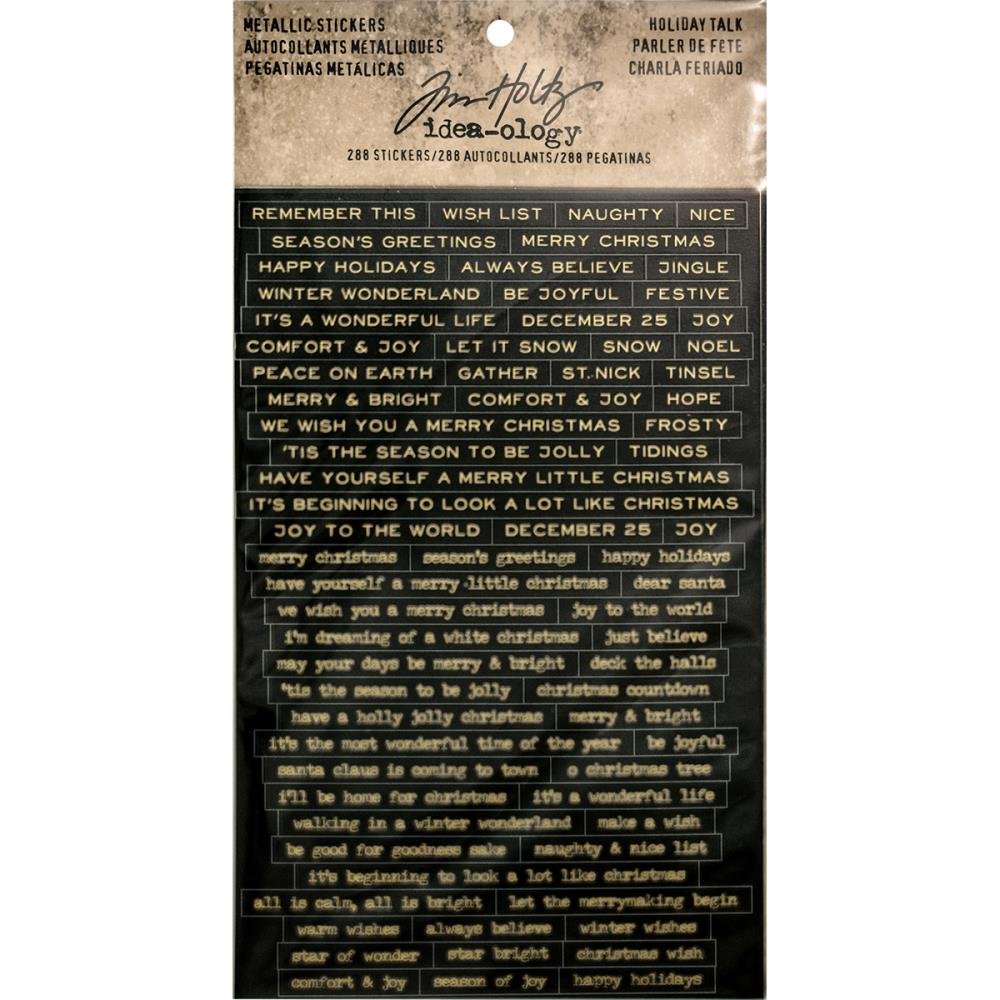 METALLIC STICKERS
AUTOCOLLANTS MÉTALLIQUES
PEGATINAS METÁLICAS
HOLIDAY TALK
PARLER DE FÊTE
CHARLA FERIADO
Tim Holtz
idea-ology
288 STICKERS/288 AUTOCOLLANTS/288 PEGATINAS
REMEMBER THIS WISH LIST NAUGHTY NICE
SEASON'S GREETINGS MERRY CHRISTMAS
HAPPY HOLIDAYS ALWAYS BELIEVE JINGLE
WINTER WONDERLAND BE JOYFUL FESTIVE
IT'S A WONDERFUL LIFE DECEMBER 25 JOY
COMFORT & JOY LET IT SNOW SNOW NOEL
PEACE ON EARTH GATHER ST. NICK TINSEL
MERRY & BRIGHT COMFORT & JOY HOPE
WE WISH YOU A MERRY CHRISTMAS FROSTY
'TIS THE SEASON TO BE JOLLY TIDINGS
HAVE YOURSELF A MERRY LITTLE CHRISTMAS
IT'S BEGINNING TO LOOK A LOT LIKE CHRISTMAS
JOY TO THE WORLD DECEMBER 25 JOY
merry christmas season's greetings happy holidays
have yourself a merry little christmas dear santa
we wish you a merry christmas joy to the world
i'm dreaming of a white christmas just believe
may your days be merry & bright deck the halls
'tis the season to be jolly christmas countdown
have a holly jolly christmas merry & bright
it's the most wonderful time of the year be joyful
santa claus is coming to town o christmas tree
i'll be home for christmas it's a wonderful life
walking in a winter wonderland make a wish
be good for goodness sake naughty & nice list
it's beginning to look a lot like christmas
all is calm, all is bright let the merrymaking begin
warm wishes always believe winter wishes
star of wonder star bright christmas wish
comfort & joy season of joy happy holidays